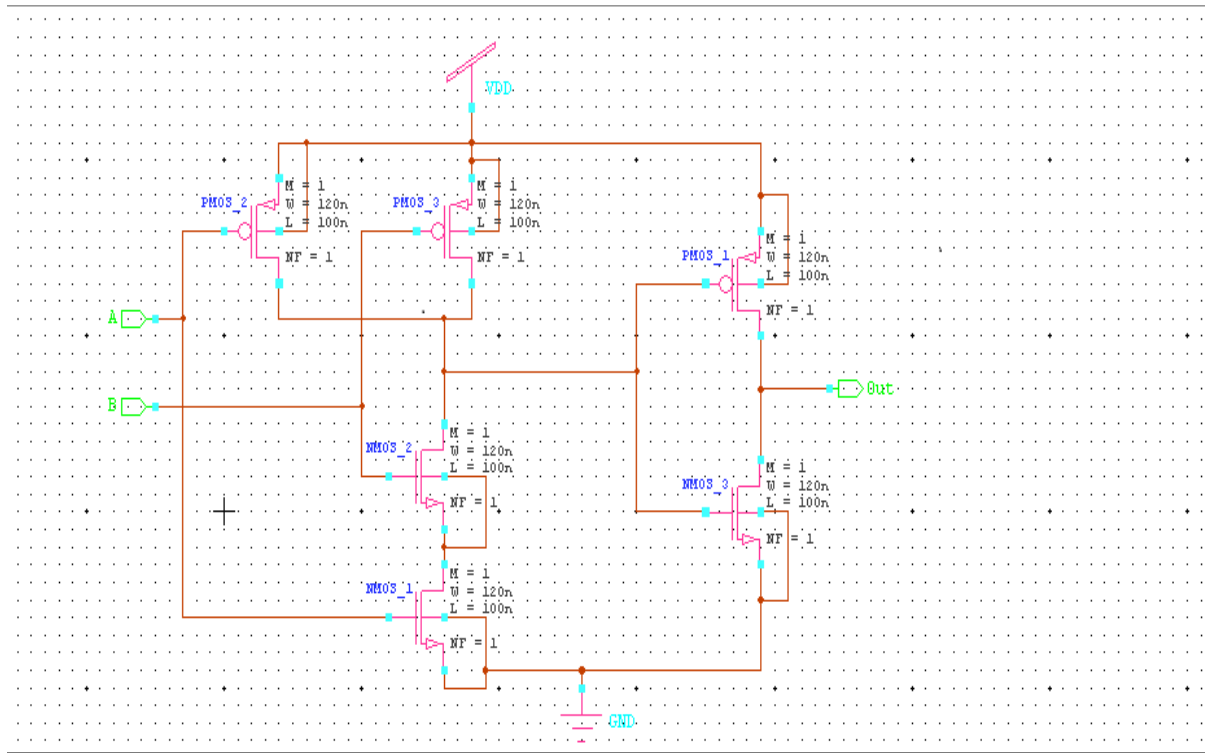 VDD
PMOS_2
M = 1
W = 120n
L = 100n
NF = 1
PMOS_3
M = 1
W = 120n
L = 100n
NF = 1
PMOS_1
M = 1
W = 120n
L = 100n
NF = 1
A
B
Out
NMOS_2
M = 1
W = 120n
L = 100n
NF = 1
NMOS_3
M = 1
W = 120n
L = 100n
NF = 1
NMOS_1
M = 1
W = 120n
L = 100n
NF = 1
GND